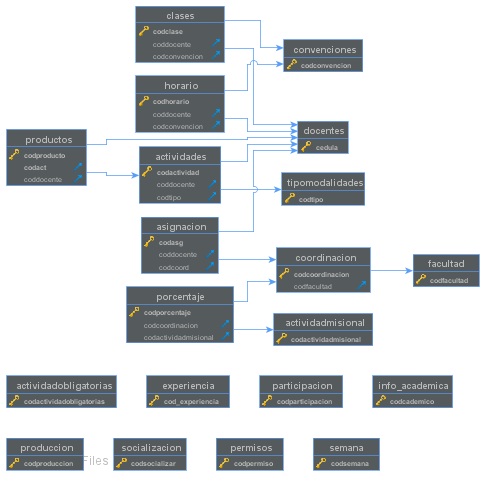 clases
codclase
coddocente
codconvencion
convenciones
codconvencion
horario
codhorario
coddocente
codconvencion
docentes
cedula
productos
codproducto
codact
coddocente
actividades
codactividad
coddocente
codtipo
tipomodalidades
codtipo
asignacion
codasg
coddocente
codcoord
coordinacion
codcoordinacion
codfacultad
facultad
codfacultad
porcentaje
codporcentaje
codcoordinacion
codactividadmisional
actividadmisional
codactividadmisional
actividadobligatorias
codactividadobligatorias
experiencia
cod_experiencia
participacion
codparticipacion
info_academica
codcademico
produccion
codproduccion
Files
socializacion
codsocializar
permisos
codpermiso
semana
codsemana